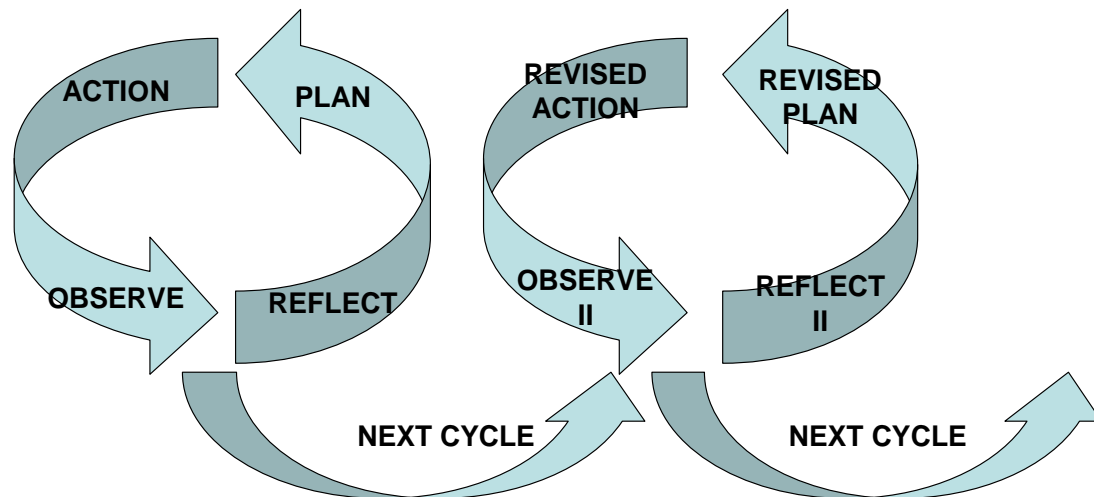 ACTION
PLAN
OBSERVE
REFLECT
REVISED
ACTION
REVISED
PLAN
OBSERVE
II
REFLECT
II
NEXT CYCLE
NEXT CYCLE